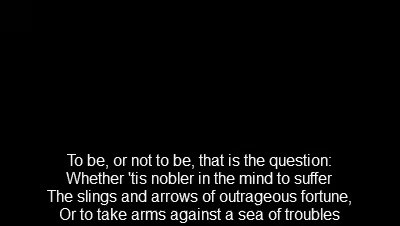 To be, or not to be, that is the question:
Whether 'tis nobler in the mind to suffer
The slings and arrows of outrageous fortune,
Or to take arms against a sea of troubles